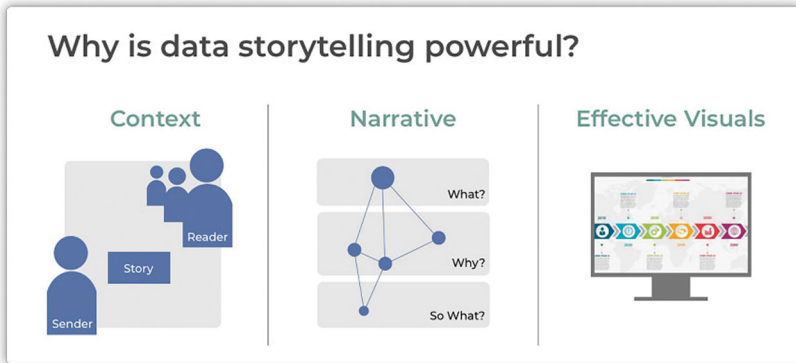 Why is data storytelling powerful?
Context
Reader
Story
Sender
Narrative
What?
Why?
So What?
Effective Visuals